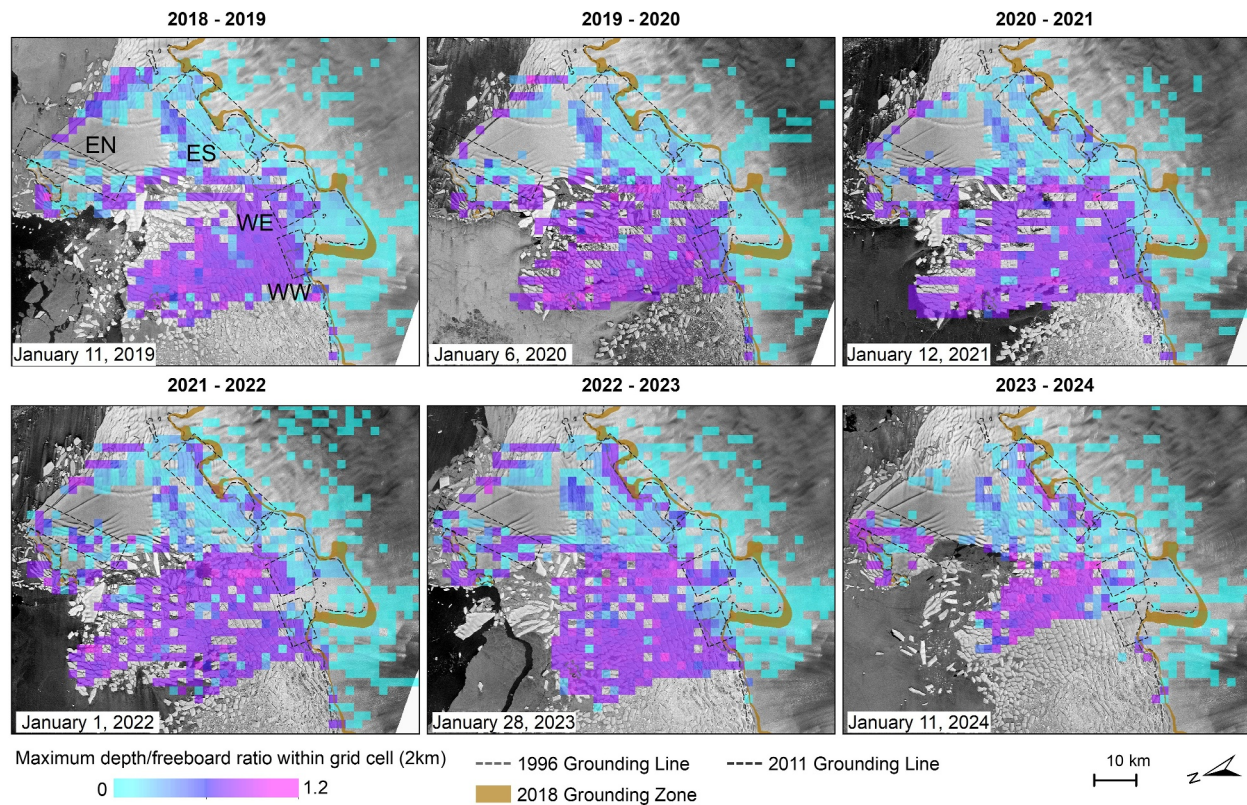 2018 - 2019
2019 - 2020
2020 - 2021
EN
ES
WE
WW
January 11, 2019
January 6, 2020
January 12, 2021
2021 - 2022
2022 - 2023
2023 - 2024
January 1, 2022
January 28, 2023
January 11, 2024
Maximum depth/freeboard ratio within grid cell (2km)
0
1.2
1996 Grounding Line
2011 Grounding Line
2018 Grounding Zone
10 km
N